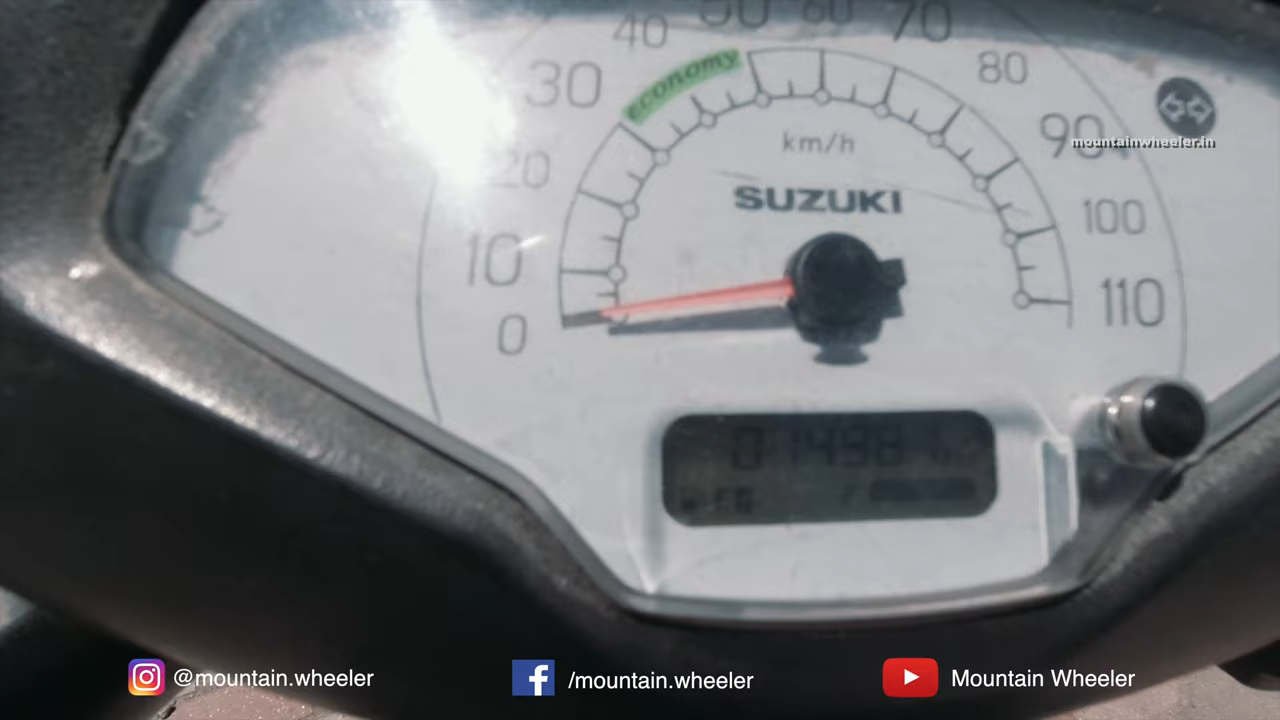 0
10
20
30
40
50
60
70
80
90
100
110
economy
km/h
SUZUKI
mountainwheeler.in
@mountain.wheeler
/mountain.wheeler
Mountain Wheeler